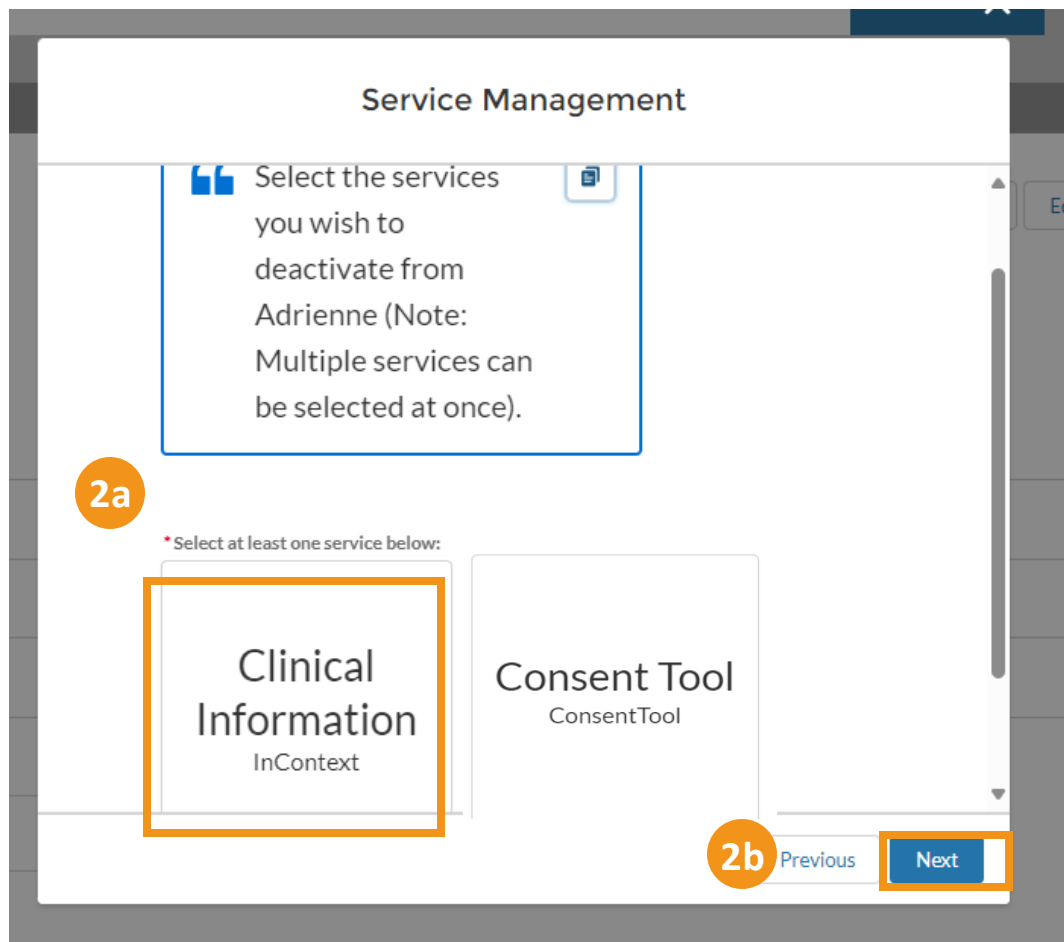 Service Management
Select the services
you wish to
deactivate from
Adrienne (Note:
Multiple services can
be selected at once).
2a
*Select at least one service below:
Clinical
Information
InContext
Consent Tool
ConsentTool
2b
Previous
Next